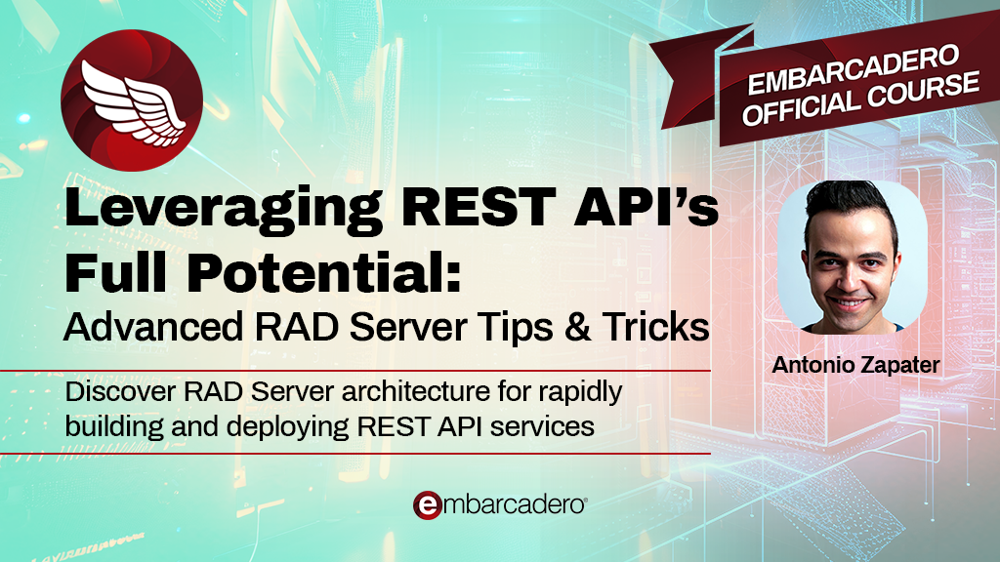 EMBARCADERO
OFFICIAL COURSE
Leveraging REST API’s
Full Potential:
Advanced RAD Server Tips & Tricks
Discover RAD Server architecture for rapidly
building and deploying REST API services
Antonio Zapater
embarcadero®